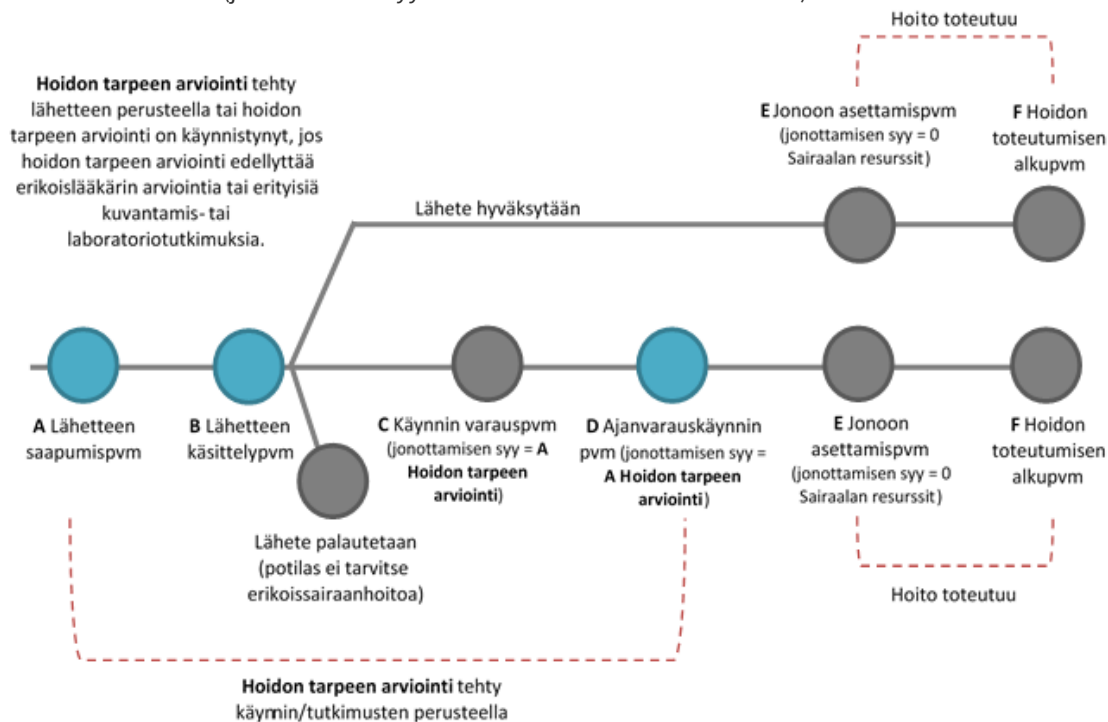 Hoito toteutuu
Hoidon tarpeen arviointi tehty
lähetteen perusteella tai hoidon
tarpeen arviointi on käynnistynyt, jos
hoidon tarpeen arviointi edellyttää
erikoislääkärin arviointia tai erityisiä
kuvantamis- tai
laboratoriotutkimuksia.
E Jonoon asettamispvm
(jonottamisen syy = 0
Sairaalan resurssit)
F Hoidon
toteutumisen
alkupvm
Lähete hyväksytään
A Lähetteen
saapumispvm
B Lähetteen
käsittelypvm
C Käynnin varauspvm
(jonottamisen syy = A
Hoidon tarpeen
arviointi)
D Ajanvarauskäynnin
pvm (jonottamisen syy =
A Hoidon tarpeen
arviointi)
E Jonoon
asettamispvm
(jonottamisen syy = 0
Sairaalan resurssit)
F Hoidon
toteutumisen
alkupvm
Lähete palautetaan
(potilas ei tarvitse
erikoissairaanhoitoa)
Hoito toteutuu
Hoidon tarpeen arviointi tehty
käynnin/tutkimusten perusteella